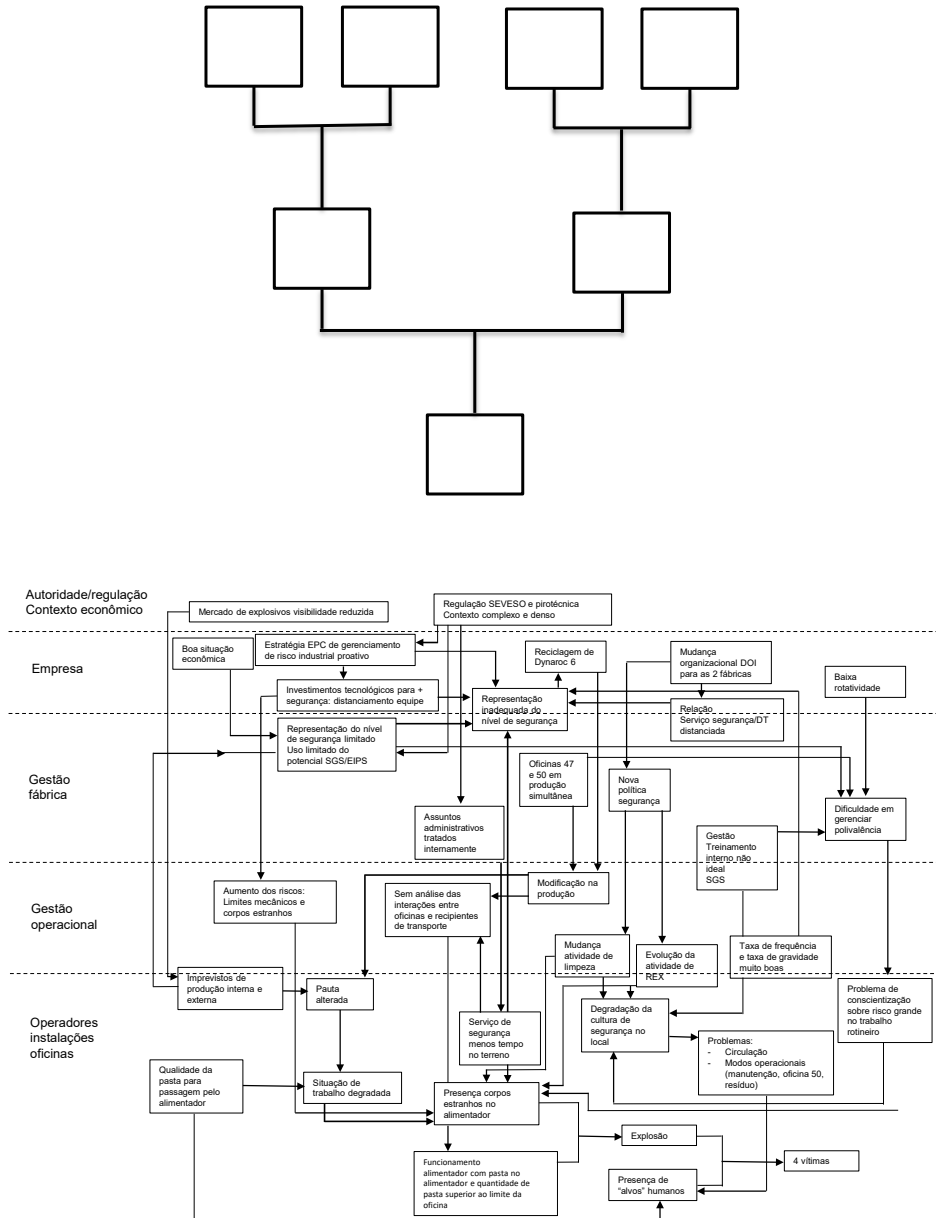 Autoridade/regulação
Contexto econômico
Mercado de explosivos visibilidade reduzida
Regulação SEVESO e pirotécnica
Contexto complexo e denso
Empresa
Boa situação
econômica
Estratégia EPC de gerenciamento
de risco industrial proativo
Reciclagem de
Dynaroc 6
Mudança
organizacional DOI
para as 2 fábricas
Baixa
rotatividade
Investimentos tecnológicos para +
segurança: distanciamento equipe
Representação
inadequada do
nível de segurança
Relação
Serviço segurança/DT
distanciada
Gestão
fábrica
Representação do nível
de segurança limitado
Uso limitado do
potencial SGS/EIPS
Oficinas 47
e 50 em
produção
simultânea
Nova
política
segurança
Dificuldade em
gerenciar
polivalência
Assuntos
administrativos
tratados
internamente
Gestão
Treinamento
interno não
ideal
SGS
Gestão
operacional
Aumento dos riscos:
Limites mecânicos e
corpos estranhos
Sem análise das
interações entre
oficinas e recipientes
de transporte
Modificação na
produção
Mudança
atividade de
limpeza
Evolução da
atividade de
REX
Taxa de frequência
e taxa de gravidade
muito boas
Operadores
instalações
oficinas
Imprevistos de
produção interna e
externa
Pauta
alterada
Serviço de
segurança
menos tempo no
terreno
Degradação da
cultura de
segurança no
local
Problema de
conscientização
sobre risco grande
no trabalho
rotineiro
Problemas:
- Circulação
- Modos operacionais
(manutenção, oficina 50,
resíduo)
Qualidade da
pasta para
passagem pelo
alimentador
Situação de
trabalho degradada
Presença corpos
estranhos no
alimentador
Explosão
4 vítimas
Funcionamento
alimentador com pasta no
alimentador e quantidade de
pasta superior ao limite da
oficina
Presença de
“alvos” humanos